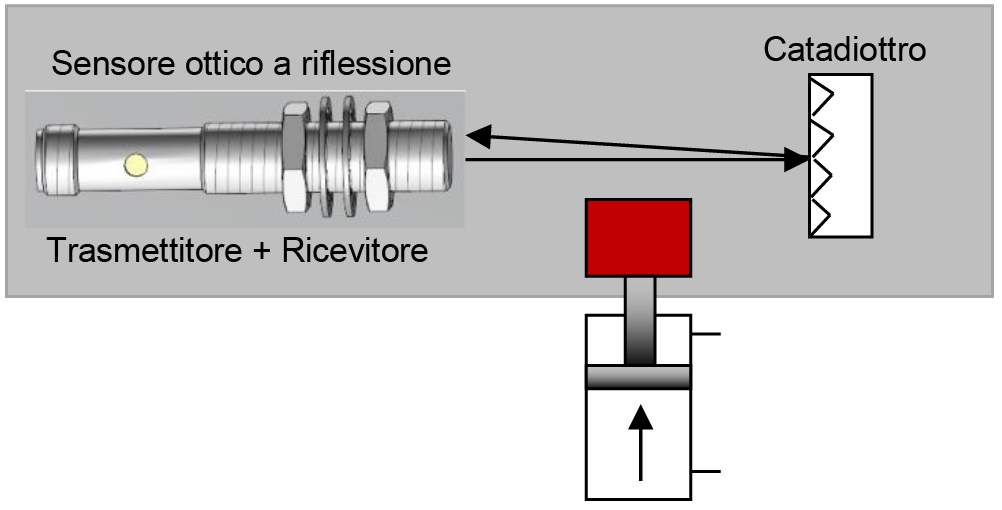 Sensore ottico a riflessione
Catadiottro
Trasmettitore + Ricevitore